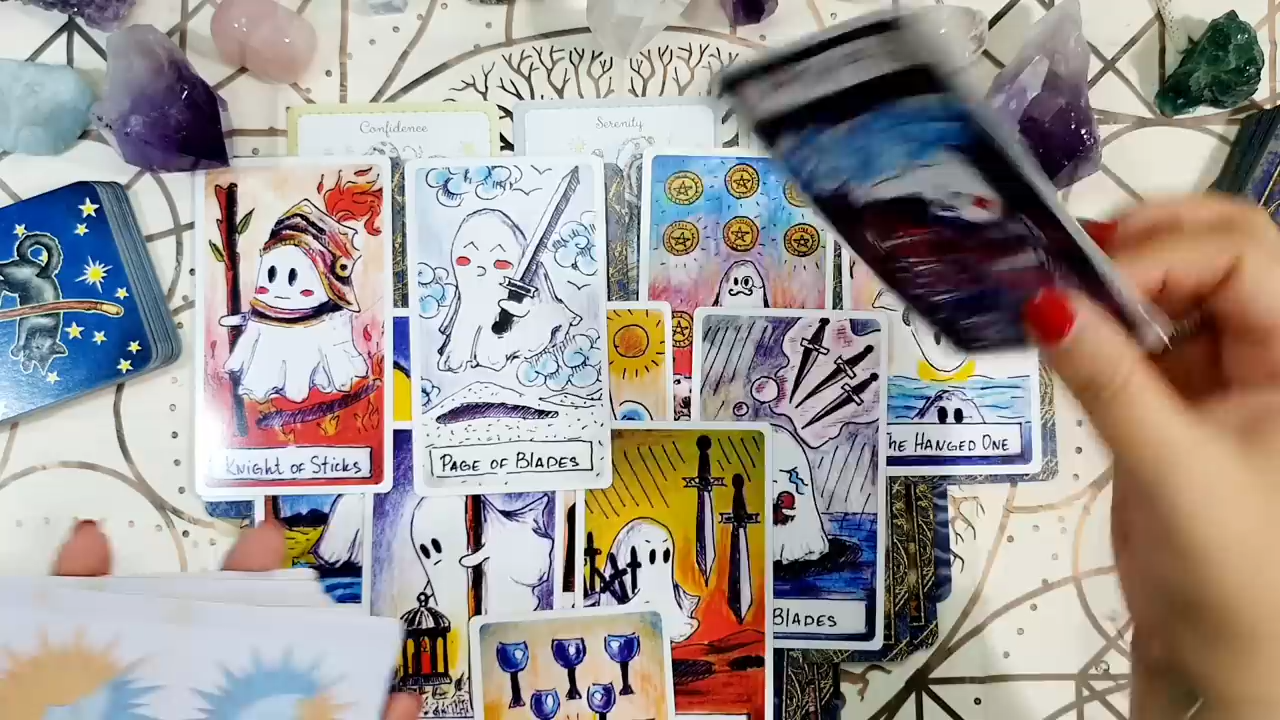 Confidence
Serenity
Knight of Sticks
Page of Blades
The Hanged One
Blades